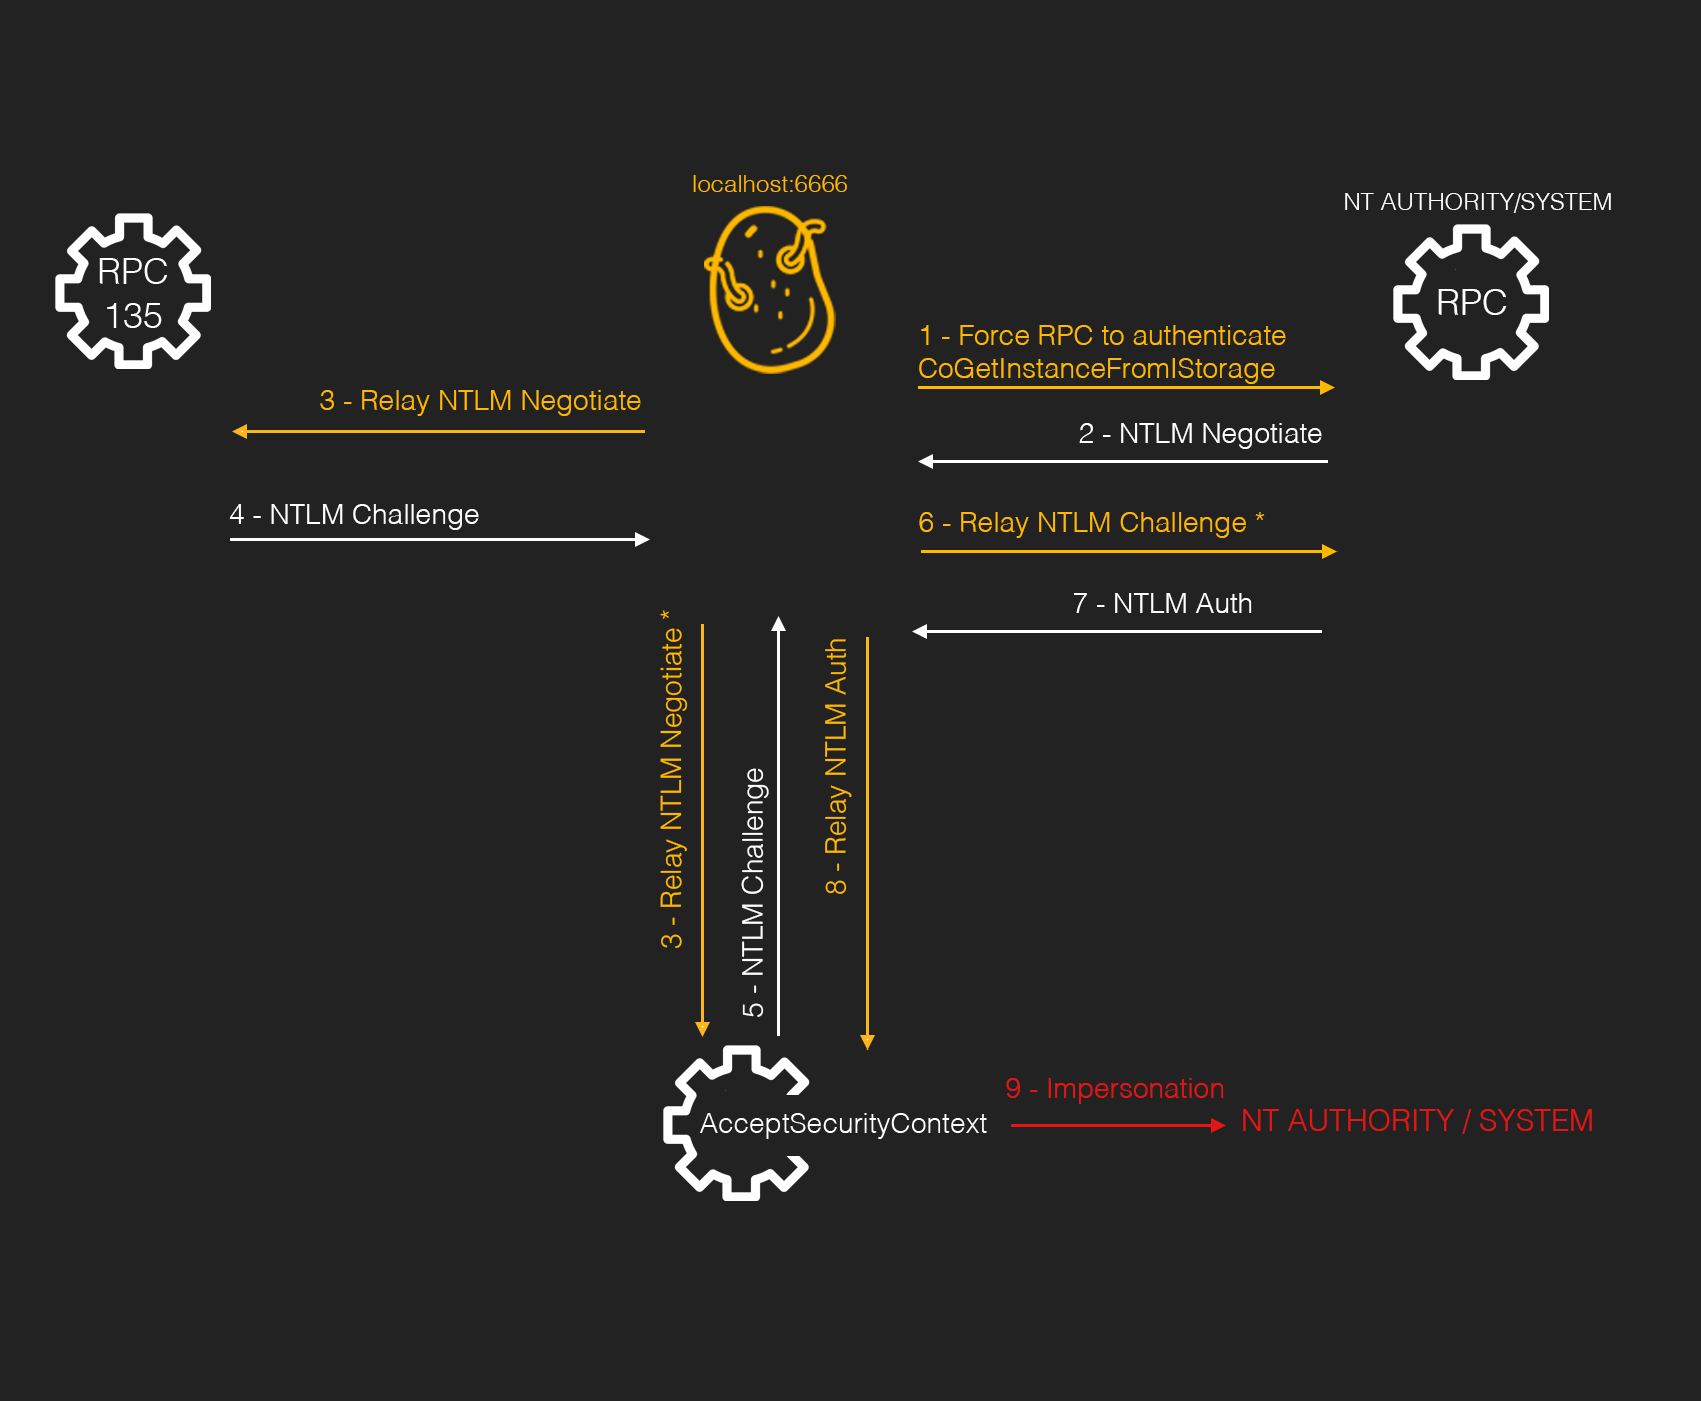 localhost:6666
NT AUTHORITY/SYSTEM
RPC
135
RPC
1 - Force RPC to authenticate
CoGetInstanceFromIStorage
3 - Relay NTLM Negotiate
2 - NTLM Negotiate
4 - NTLM Challenge
6 - Relay NTLM Challenge *
7 - NTLM Auth
3 - Relay NTLM Negotiate *
5 - NTLM Challenge
8 - Relay NTLM Auth
AcceptSecurityContext
9 - Impersonation
NT AUTHORITY / SYSTEM